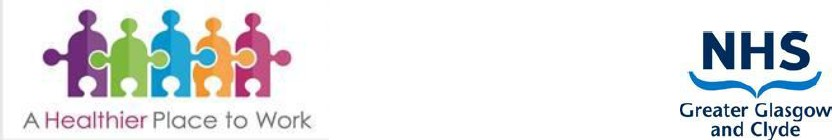 A Healthier Place to Work
NHS
Greater Glasgow
and Clyde